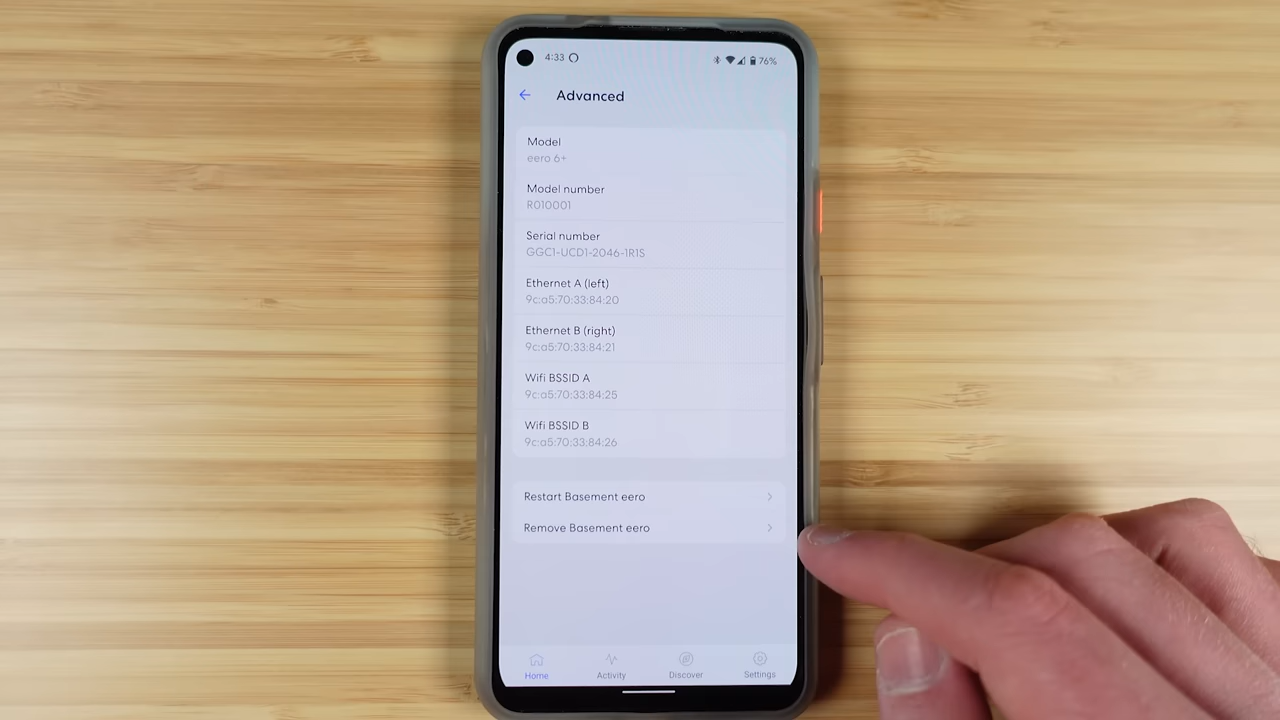 4:33
76%
Advanced
Model
eero 6+
Model number
R010001
Serial number
GGC1-UCD1-2046-1R1S
Ethernet A (left)
9c:a5:70:33:84:20
Ethernet B (right)
9c:a5:70:33:84:21
Wifi BSSID A
9c:a5:70:33:84:25
Wifi BSSID B
9c:a5:70:33:84:26
Restart Basement eero
Remove Basement eero
Home
Activity
Discover
Settings